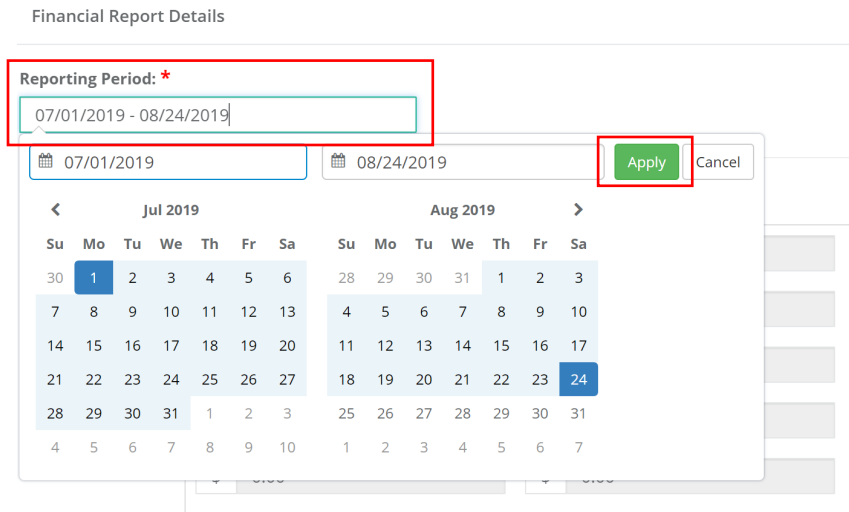 Financial Report Details
Reporting Period: *
07/01/2019 - 08/24/2019
07/01/2019 08/24/2019 Apply Cancel
Jul 2019 Aug 2019
Su Mo Tu We Th Fr Sa Su Mo Tu We Th Fr Sa
30 1 2 3 4 5 6 28 29 30 31 1 2 3
7 8 9 10 11 12 13 4 5 6 7 8 9 10
14 15 16 17 18 19 20 11 12 13 14 15 16 17
21 22 23 24 25 26 27 18 19 20 21 22 23 24
28 29 30 31 1 2 3 25 26 27 28 29 30 31
4 5 6 7 8 9 10 1 2 3 4 5 6 7